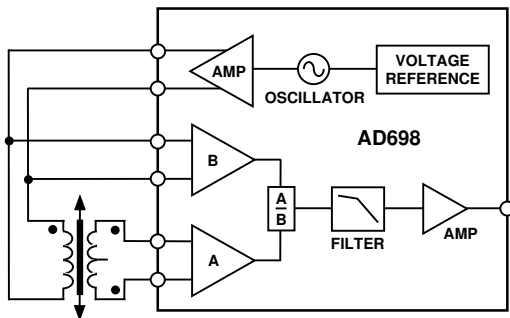 AMP
OSCILLATOR
VOLTAGE
REFERENCE
AD698
B
A
B
FILTER
AMP
A